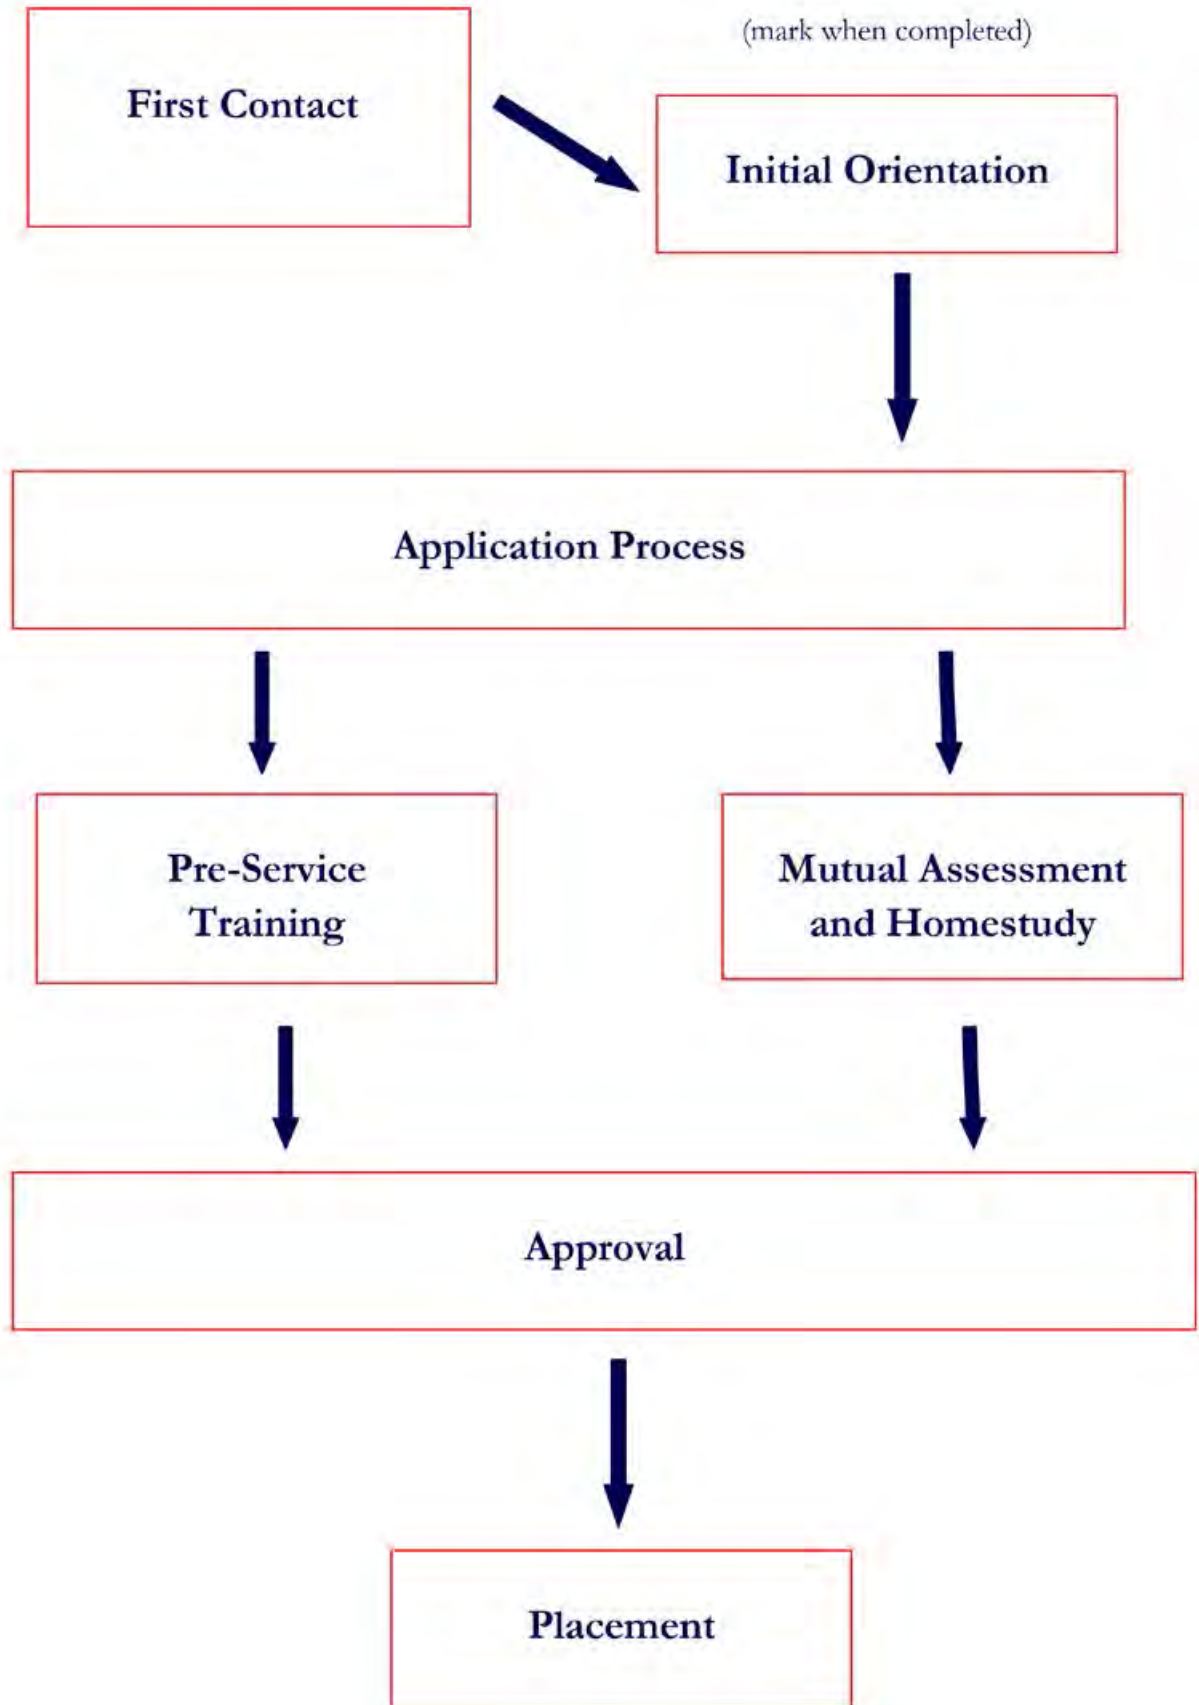 (mark when completed)
First Contact
Initial Orientation
Application Process
Pre-Service
Training
Mutual Assessment
and Homestudy
Approval
Placement